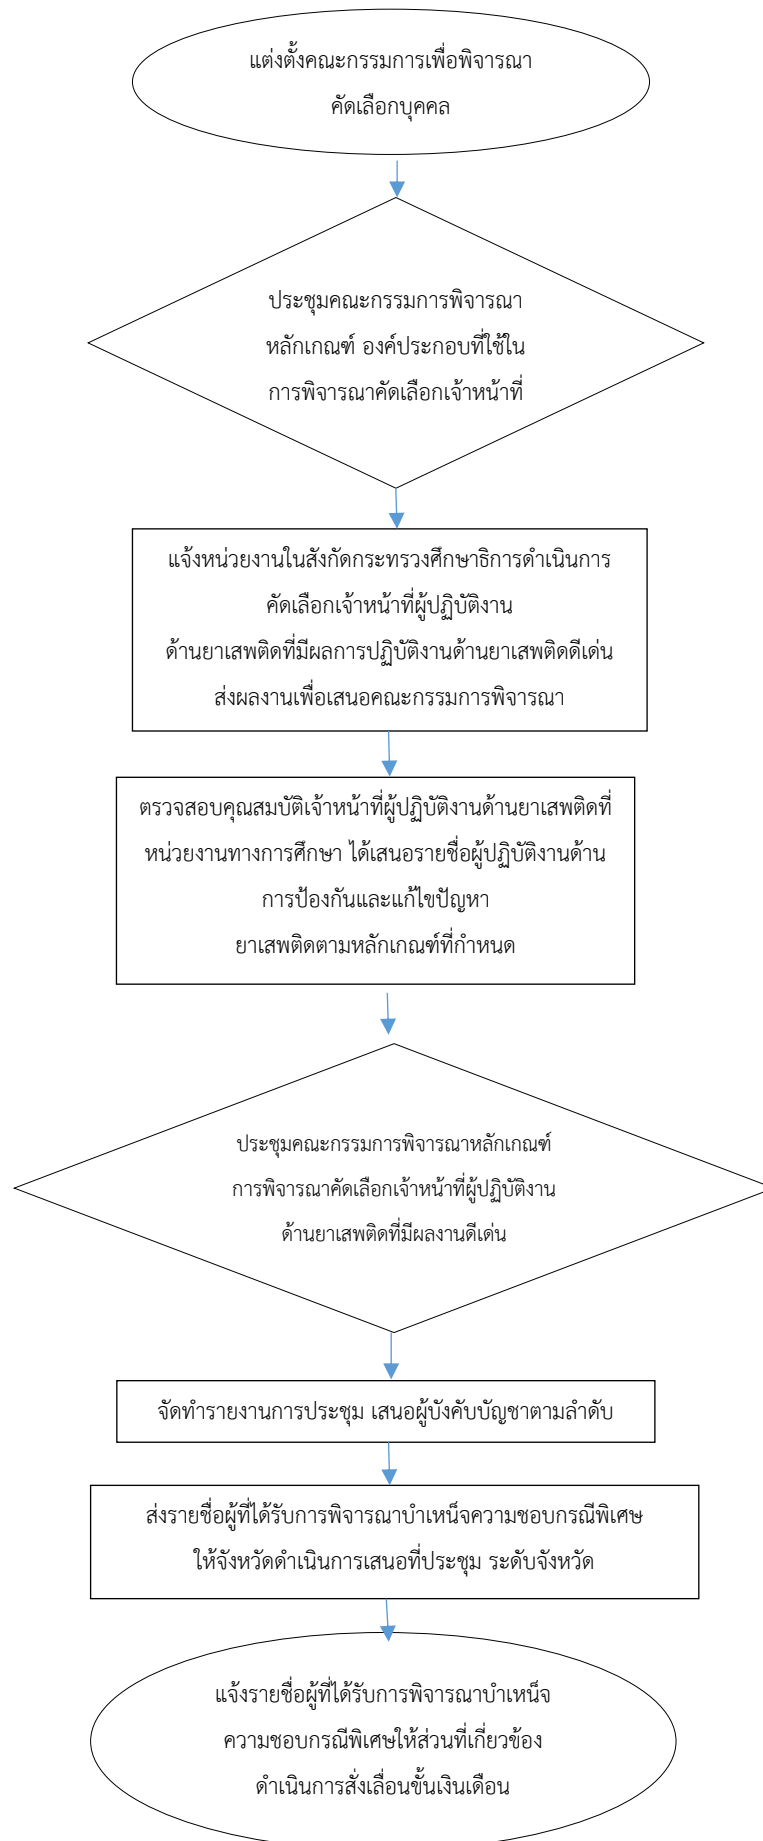 แต่งตั้งคณะกรรมการเพื่อพิจารณา
คัดเลือกบุคคล
ประชุมคณะกรรมการพิจารณา
หลักเกณฑ์ องค์ประกอบที่ใช้ใน
การพิจารณาคัดเลือกเจ้าหน้าที่
แจ้งหน่วยงานในสังกัดกระทรวงศึกษาธิการดำเนินการ
คัดเลือกเจ้าหน้าที่ผู้ปฏิบัติงาน
ด้านยาเสพติดที่มีผลการปฏิบัติงานด้านยาเสพติดดีเด่น
ส่งผลงานเพื่อเสนอคณะกรรมการพิจารณา
ตรวจสอบคุณสมบัติเจ้าหน้าที่ผู้ปฏิบัติงานด้านยาเสพติดที่
หน่วยงานทางการศึกษา ได้เสนอรายชื่อผู้ปฏิบัติงานด้าน
การป้องกันและแก้ไขปัญหา
ยาเสพติดตามหลักเกณฑ์ที่กำหนด
ประชุมคณะกรรมการพิจารณาหลักเกณฑ์
การพิจารณาคัดเลือกเจ้าหน้าที่ผู้ปฏิบัติงาน
ด้านยาเสพติดที่มีผลงานดีเด่น
จัดทำรายงานการประชุม เสนอผู้บังคับบัญชาตามลำดับ
ส่งรายชื่อผู้ที่ได้รับการพิจารณาบำเหน็จความชอบกรณีพิเศษ
ให้จังหวัดดำเนินการเสนอที่ประชุม ระดับจังหวัด
แจ้งรายชื่อผู้ที่ได้รับการพิจารณาบำเหน็จ
ความชอบกรณีพิเศษให้ส่วนที่เกี่ยวข้อง
ดำเนินการสั่งเลื่อนขั้นเงินเดือน